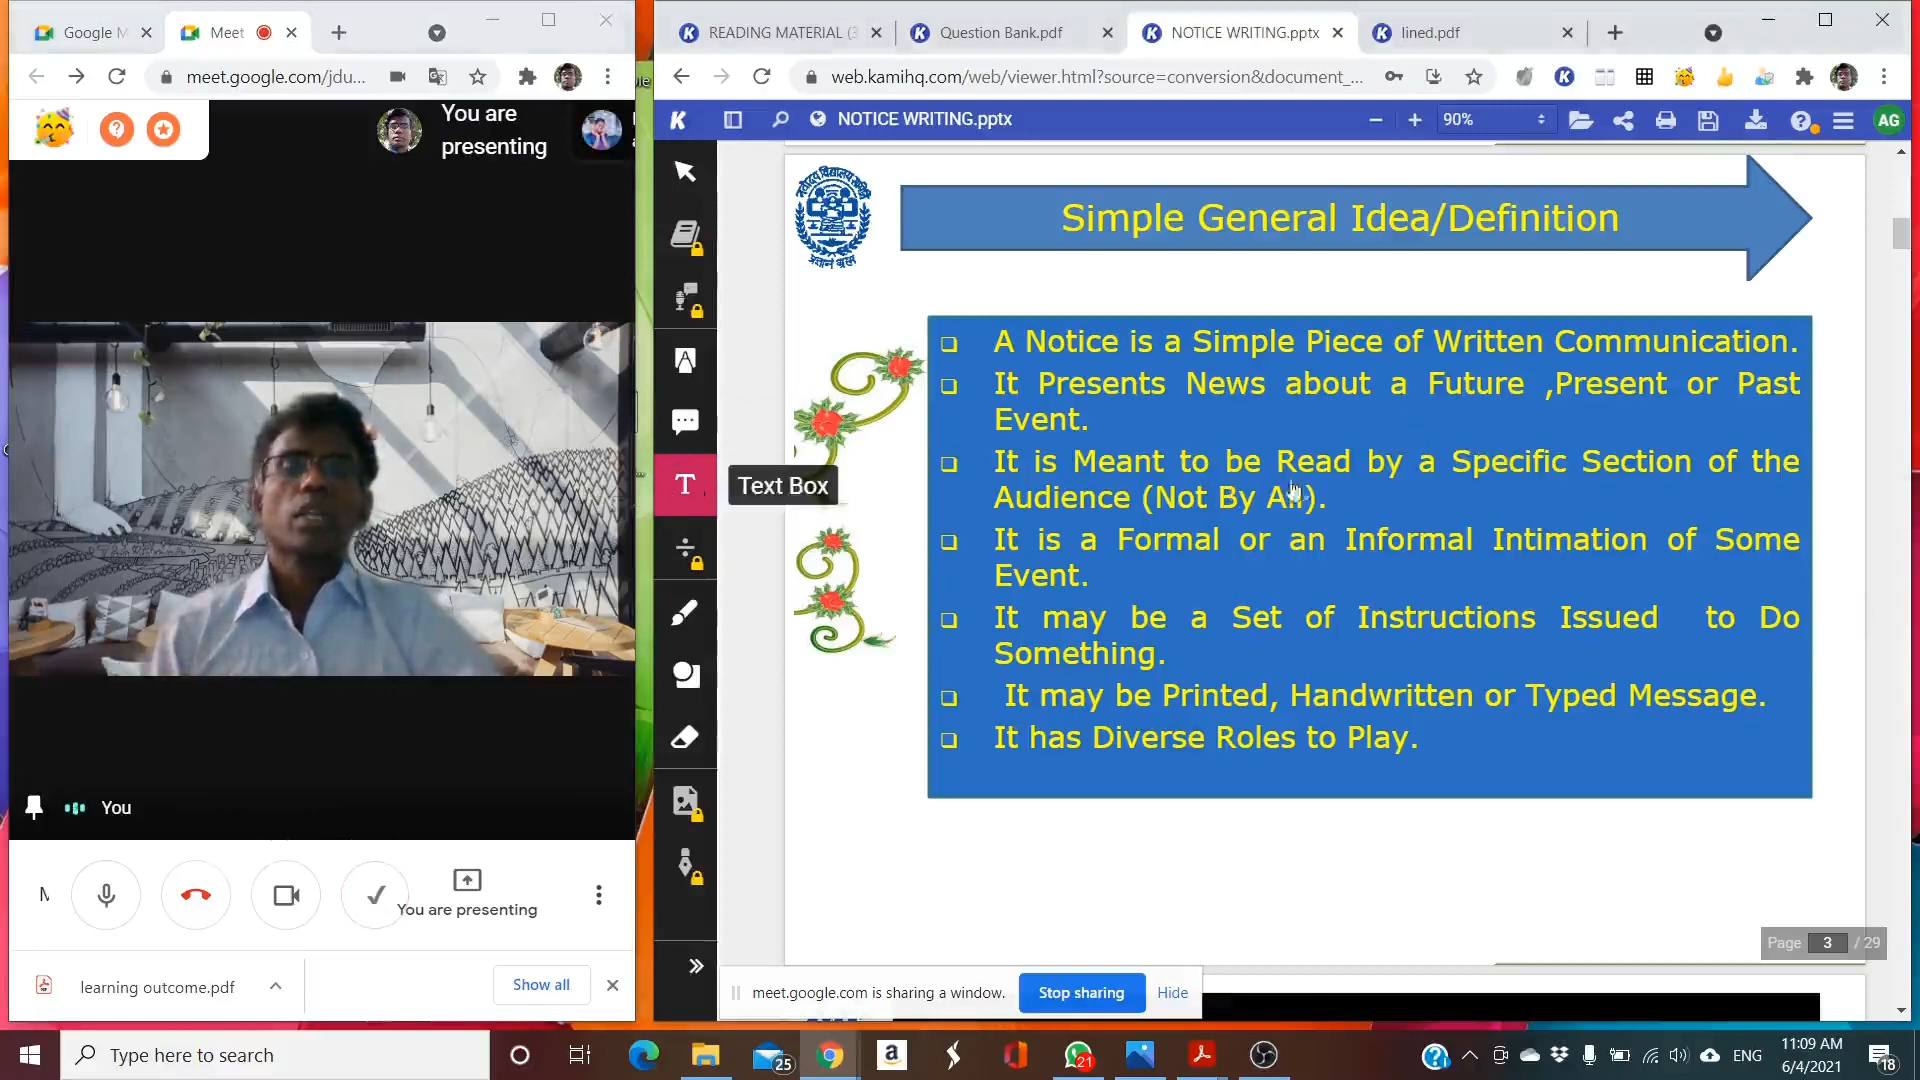 Google M
Meet
meet.google.com/jdu...
You are
presenting
You
M
You are presenting
learning outcome.pdf
Show all
READING MATERIAL (3
Question Bank.pdf
NOTICE WRITING.pptx
lined.pdf
web.kamihq.com/web/viewer.html?source=conversion&document_...
NOTICE WRITING.pptx
90%
AG
Simple General Idea/Definition
A Notice is a Simple Piece of Written Communication.
It Presents News about a Future ,Present or Past
Event.
It is Meant to be Read by a Specific Section of the
Audience (Not By All).
Text Box
It is a Formal or an Informal Intimation of Some
Event.
It may be a Set of Instructions Issued to Do
Something.
It may be Printed, Handwritten or Typed Message.
It has Diverse Roles to Play.
Page 3 / 29
meet.google.com is sharing a window.
Stop sharing
Hide
Type here to search
25
21
ENG
11:09 AM
6/4/2021
18